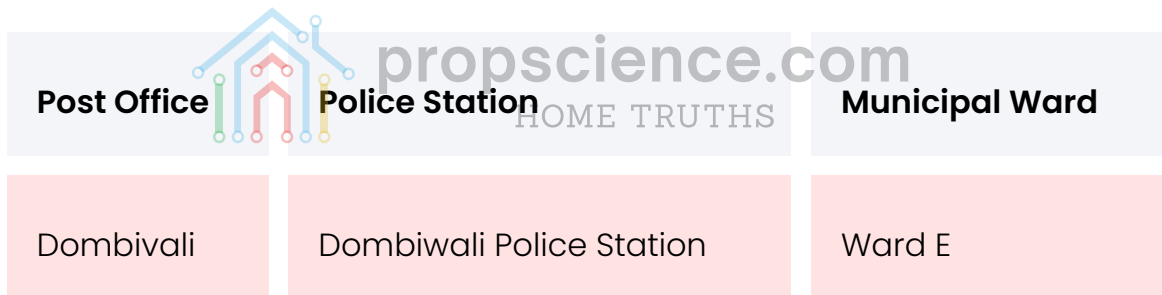 propscience.com
HOME TRUTHS
Post Office Police Station Municipal Ward
Dombivali Dombiwali Police Station Ward E